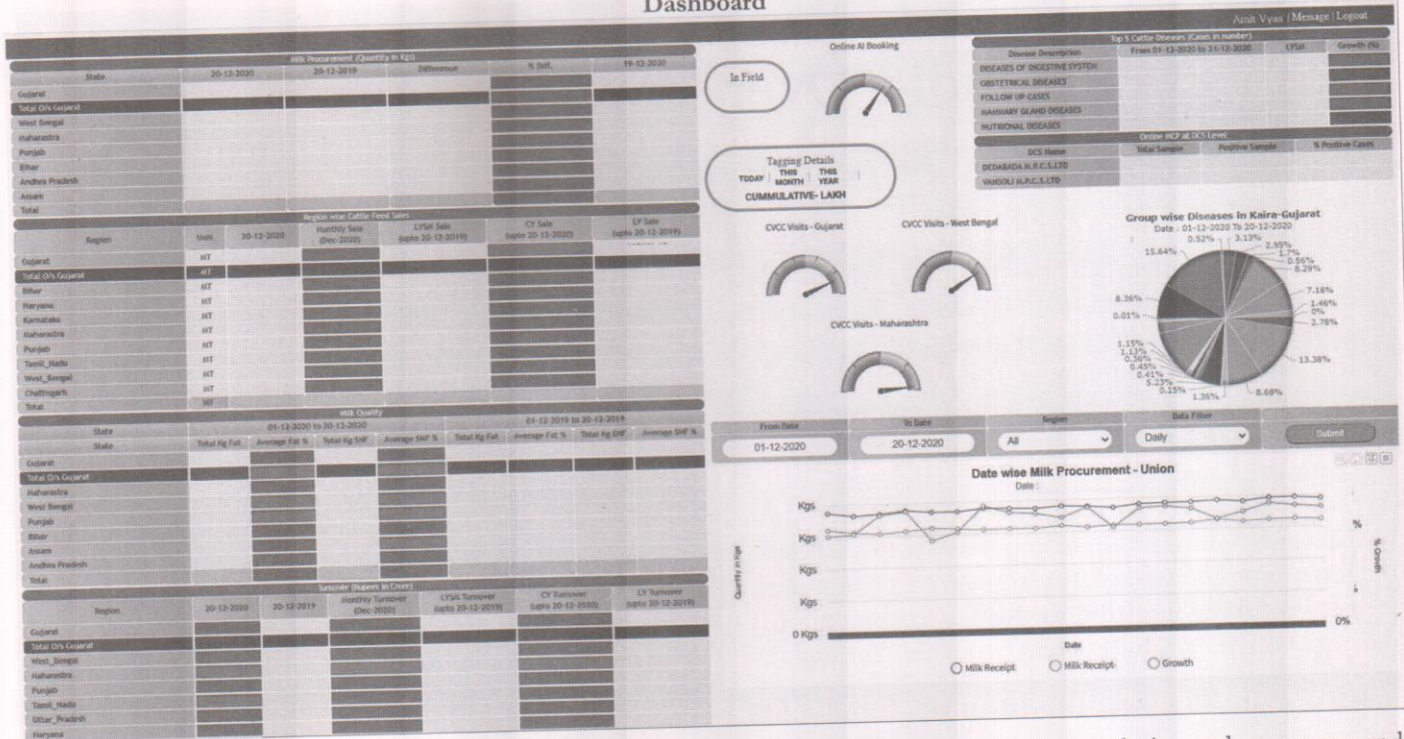 Dashboard
Amit Vyas | Message | Logout
Milk Procurement (Quantity in Kgs)
State 20-12-2020 20-12-2019 Difference % Diff. 19-12-2020
Gujarat
Total O/s Gujarat
West Bengal
Maharastra
Punjab
Bihar
Andhra Pradesh
Assam
Total
Region wise Cattle Feed Sales
Region Unit 20-12-2020 Monthly Sale (Dec-2020) LYSM Sale (upto 20-12-2019) CY Sale (upto 20-12-2020) LY Sale (upto 20-12-2019)
Gujarat MT
Total O/s Gujarat MT
Bihar MT
Haryana MT
Karnataka MT
Maharastra MT
Punjab MT
Tamil_Nadu MT
West_Bengal MT
Chattisgarh MT
Total MT
Milk Quality
State 01-12-2020 to 20-12-2020 01-12-2019 to 20-12-2019
State Total Kg Fat Average Fat % Total Kg SNF Average SNF % Total Kg Fat Average Fat % Total Kg SNF Average SNF %
Gujarat
Total O/s Gujarat
Maharastra
West Bengal
Punjab
Bihar
Assam
Andhra Pradesh
Total
Turnover (Rupees in Crore)
Region 20-12-2020 20-12-2019 Monthly Turnover (Dec-2020) LYSM Turnover (upto 20-12-2019) CY Turnover (upto 20-12-2020) LY Turnover (upto 20-12-2019)
Gujarat
Total O/s Gujarat
West_Bengal
Maharastra
Punjab
Tamil_Nadu
Uttar_Pradesh
Haryana
Online AI Booking
In Field
Tagging Details
TODAY | THIS MONTH | THIS YEAR
CUMMULATIVE- LAKH
CVCC Visits - Gujarat
CVCC Visits - West Bengal
CVCC Visits - Maharashtra
Top 5 Cattle Diseases (Cases in number)
Disease Description From 01-12-2020 to 31-12-2020 LYSM Growth (%)
DISEASES OF DIGESTIVE SYSTEM
OBSTETRICAL DISEASES
FOLLOW UP CASES
MAMMARY GLAND DISEASES
NUTRIONAL DISEASES
Online MCP at DCS Level
DCS Name Total Sample Positive Sample % Positive Cases
DEDARADA M.P.C.S.LTD
VANSOLI M.P.C.S.LTD
Group wise Diseases in Kaira-Gujarat
Date : 01-12-2020 To 20-12-2020
0.52%
3.13%
2.95%
1.7%
0.56%
8.29%
7.18%
1.46%
0%
2.78%
13.38%
8.68%
1.35%
0.15%
5.23%
0.41%
0.45%
0.36%
1.13%
1.15%
0.01%
8.36%
15.64%
From Date To Date Region Data Filter
01-12-2020 20-12-2020 All Daily Submit
Date wise Milk Procurement - Union
Date :
Kgs
Kgs
Kgs
Kgs
0 Kgs
Quantity in Kgs
%
0%
% Growth
Date
Milk Receipt Milk Receipt- Growth